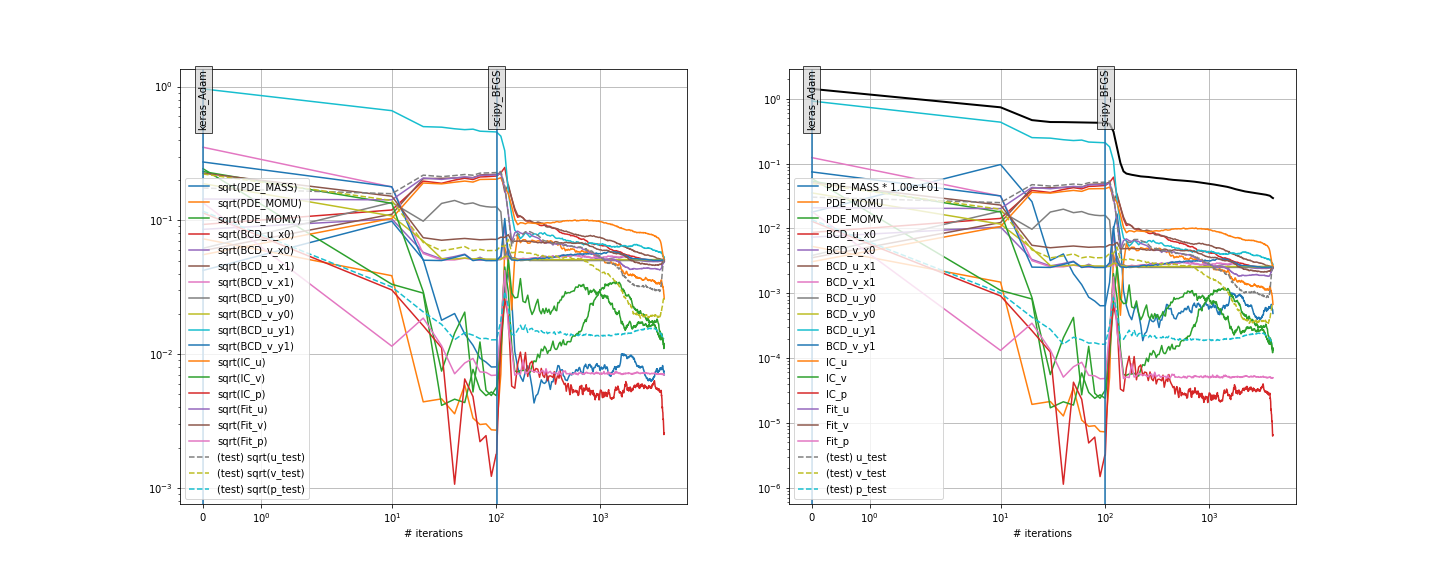 10⁰
10⁻¹
10⁻²
10⁻³
keras_Adam
scipy_BFGS
sqrt(PDE_MASS)
sqrt(PDE_MOMU)
sqrt(PDE_MOMV)
sqrt(BCD_u_x0)
sqrt(BCD_v_x0)
sqrt(BCD_u_x1)
sqrt(BCD_v_x1)
sqrt(BCD_u_y0)
sqrt(BCD_v_y0)
sqrt(BCD_u_y1)
sqrt(BCD_v_y1)
sqrt(IC_u)
sqrt(IC_v)
sqrt(IC_p)
sqrt(Fit_u)
sqrt(Fit_v)
sqrt(Fit_p)
(test) sqrt(u_test)
(test) sqrt(v_test)
(test) sqrt(p_test)
0 10⁰ 10¹ 10² 10³
# iterations
10⁰
10⁻¹
10⁻²
10⁻³
10⁻⁴
10⁻⁵
10⁻⁶
keras_Adam
scipy_BFGS
PDE_MASS * 1.00e+01
PDE_MOMU
PDE_MOMV
BCD_u_x0
BCD_v_x0
BCD_u_x1
BCD_v_x1
BCD_u_y0
BCD_v_y0
BCD_u_y1
BCD_v_y1
IC_u
IC_v
IC_p
Fit_u
Fit_v
Fit_p
(test) u_test
(test) v_test
(test) p_test
0 10⁰ 10¹ 10² 10³
# iterations